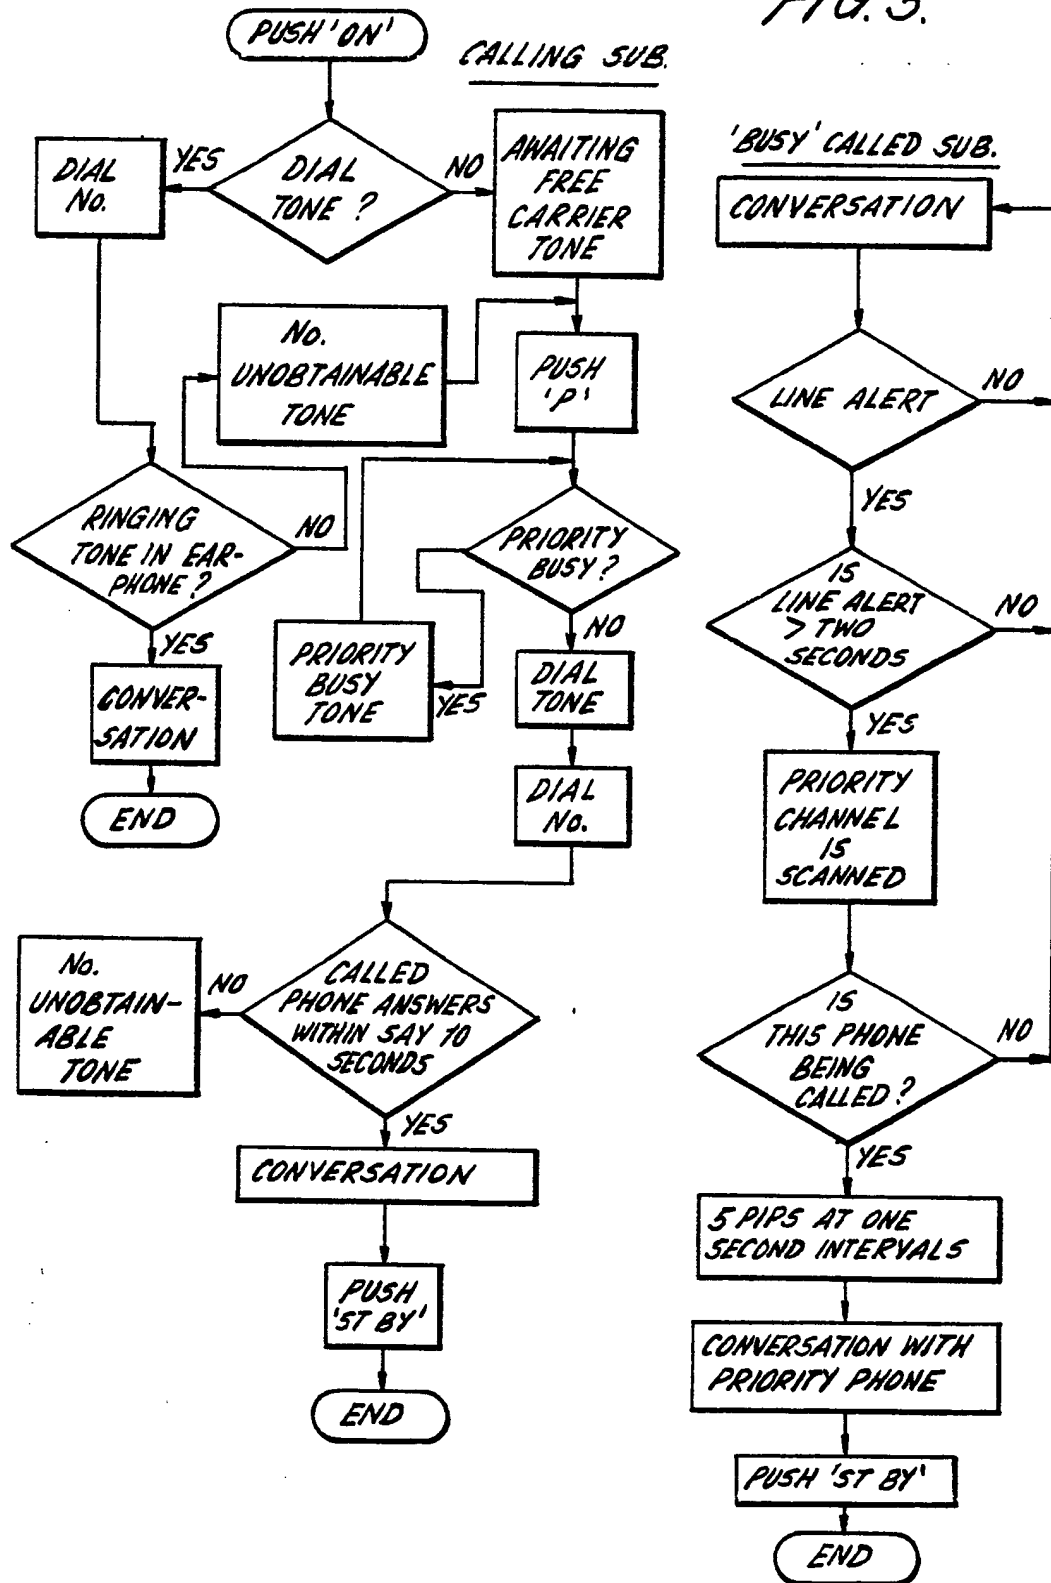 FIG. 3.
PUSH 'ON'
CALLING SUB.
DIAL
TONE ?
YES
NO
DIAL
No.
AWAITING
FREE
CARRIER
TONE
No.
UNOBTAINABLE
TONE
PUSH
'P'
RINGING
TONE IN EAR-
PHONE ?
NO
YES
PRIORITY
BUSY ?
NO
YES
PRIORITY
BUSY
TONE
CONVER-
SATION
END
DIAL
TONE
DIAL
No.
CALLED
PHONE ANSWERS
WITHIN SAY 10
SECONDS
NO
No.
UNOBTAIN-
ABLE
TONE
YES
CONVERSATION
PUSH
'ST BY'
END
'BUSY' CALLED SUB.
CONVERSATION
LINE ALERT
NO
YES
IS
LINE ALERT
> TWO
SECONDS
NO
YES
PRIORITY
CHANNEL
IS
SCANNED
IS
THIS PHONE
BEING
CALLED ?
NO
YES
5 PIPS AT ONE
SECOND INTERVALS
CONVERSATION WITH
PRIORITY PHONE
PUSH 'ST BY'
END